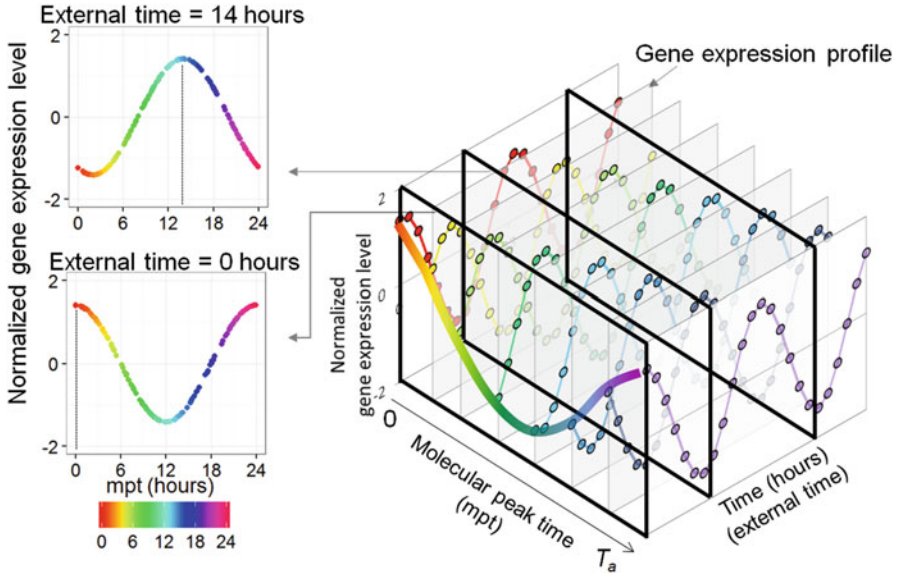 External time = 14 hours
Normalized gene expression level
2
0
-2
0 6 12 18 24
External time = 0 hours
2
0
-2
0 6 12 18 24
mpt (hours)
0 6 12 18 24
Gene expression profile
Normalized
gene expression level
2
0
-2
0
Molecular peak time
(mpt)
Ta
Time (hours)
(external time)